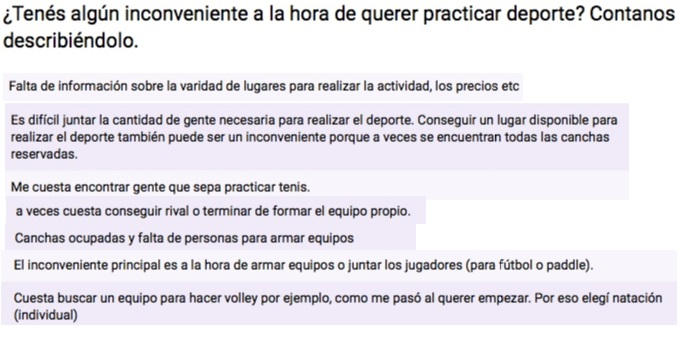 ¿Tenés algún inconveniente a la hora de querer practicar deporte? Contanos
describiéndolo.
Falta de información sobre la varidad de lugares para realizar la actividad, los precios etc
Es difícil juntar la cantidad de gente necesaria para realizar el deporte. Conseguir un lugar disponible para
realizar el deporte también puede ser un inconveniente porque a veces se encuentran todas las canchas
reservadas.
Me cuesta encontrar gente que sepa practicar tenis.
a veces cuesta conseguir rival o terminar de formar el equipo propio.
Canchas ocupadas y falta de personas para armar equipos
El inconveniente principal es a la hora de armar equipos o juntar los jugadores (para fútbol o paddle).
Cuesta buscar un equipo para hacer volley por ejemplo, como me pasó al querer empezar. Por eso elegí natación
(individual)